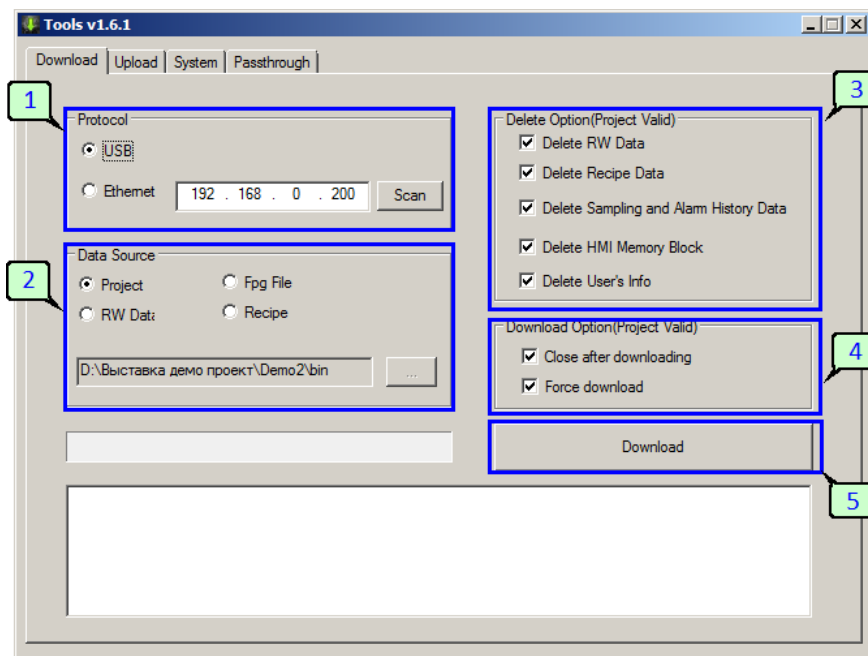 Tools v1.6.1
Download Upload System Passthrough
1
Protocol
USB
Ethernet 192 . 168 . 0 . 200 Scan
2
Data Source
Project Fpg File
RW Data Recipe
D:\Выставка демо проект\Demo2\bin ...
3
Delete Option(Project Valid)
Delete RW Data
Delete Recipe Data
Delete Sampling and Alarm History Data
Delete HMI Memory Block
Delete User's Info
4
Download Option(Project Valid)
Close after downloading
Force download
Download
5